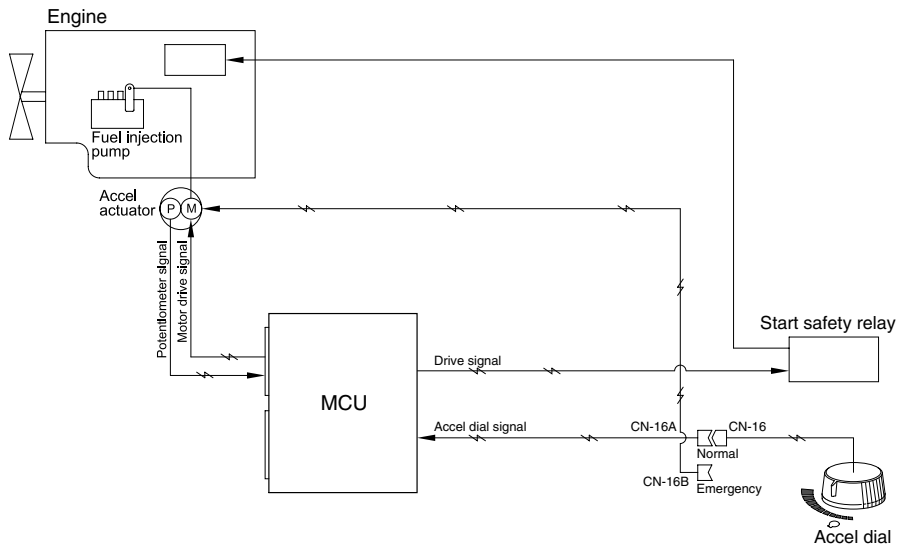 Engine
Fuel injection
pump
Accel
actuator
P
M
Potentiometer signal
Motor drive signal
Start safety relay
Drive signal
MCU
Accel dial signal
CN-16A
CN-16
Normal
CN-16B
Emergency
Accel dial